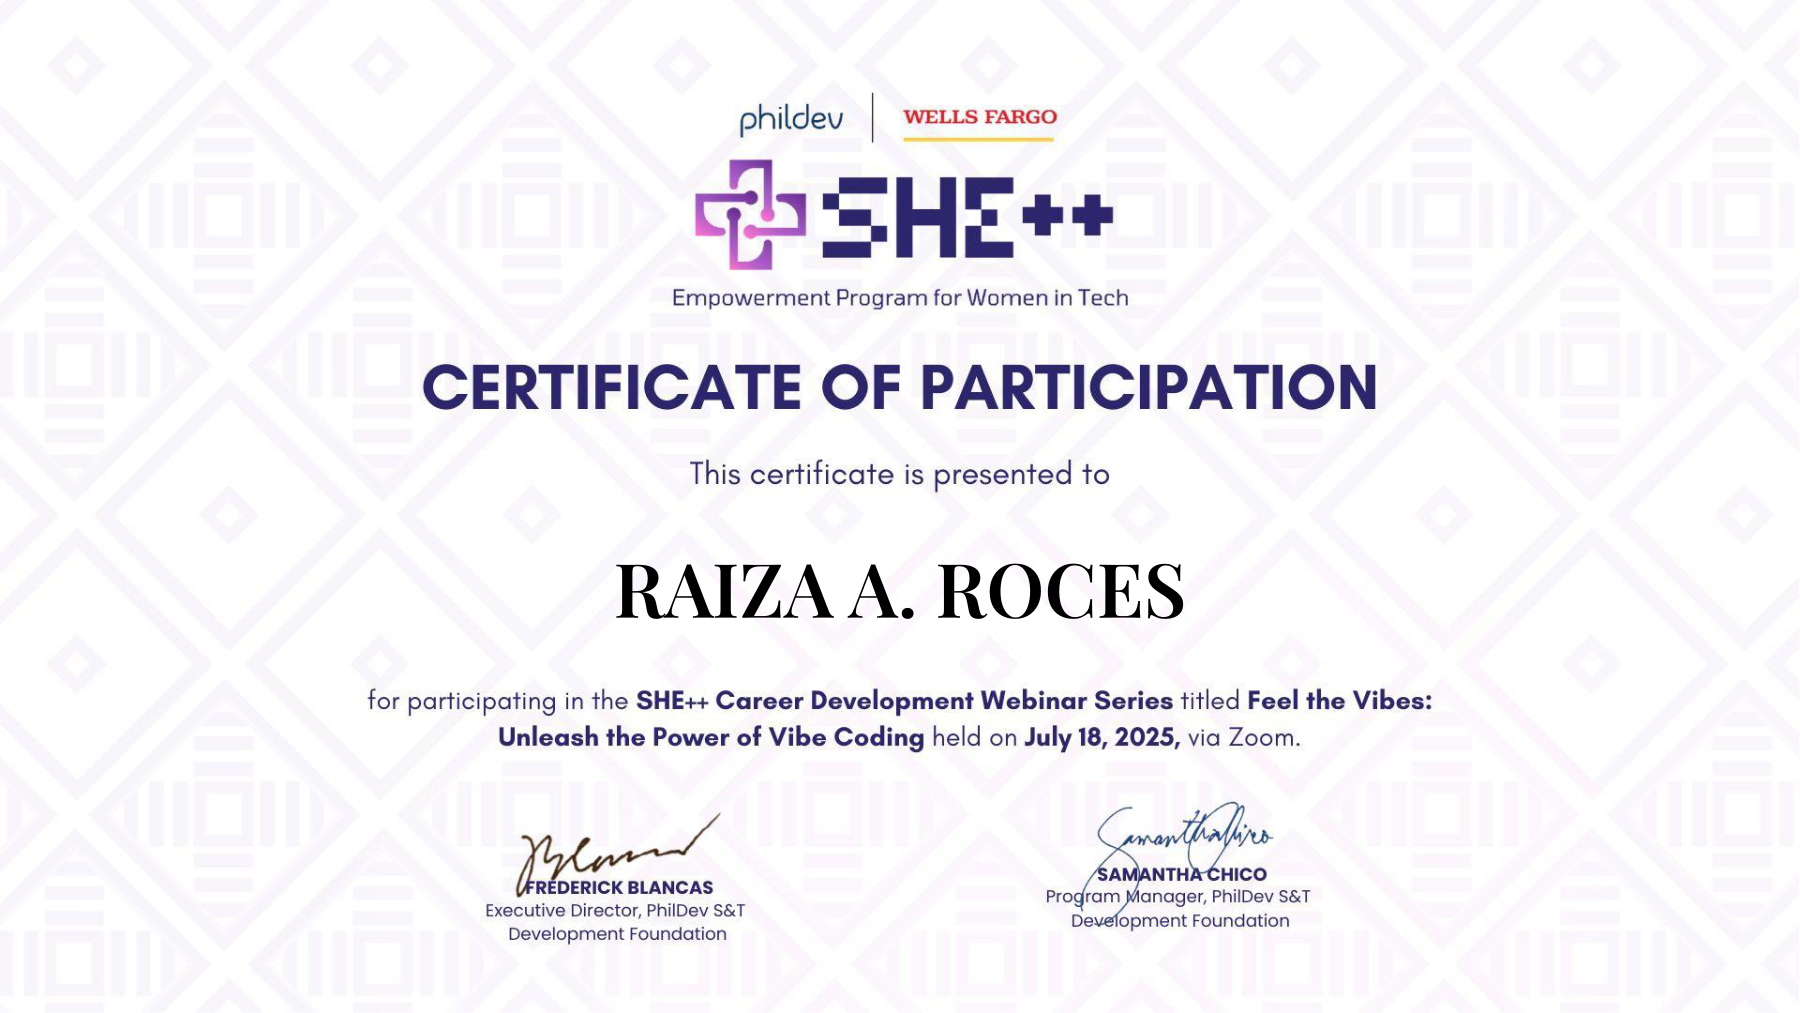 phildev
WELLS FARGO
SHE++
Empowerment Program for Women in Tech
CERTIFICATE OF PARTICIPATION
This certificate is presented to
RAIZA A. ROCES
for participating in the SHE++ Career Development Webinar Series titled Feel the Vibes:
Unleash the Power of Vibe Coding held on July 18, 2025, via Zoom.
FREDERICK BLANCAS
Executive Director, PhilDev S&T
Development Foundation
Samantha Chico
SAMANTHA CHICO
Program Manager, PhilDev S&T
Development Foundation